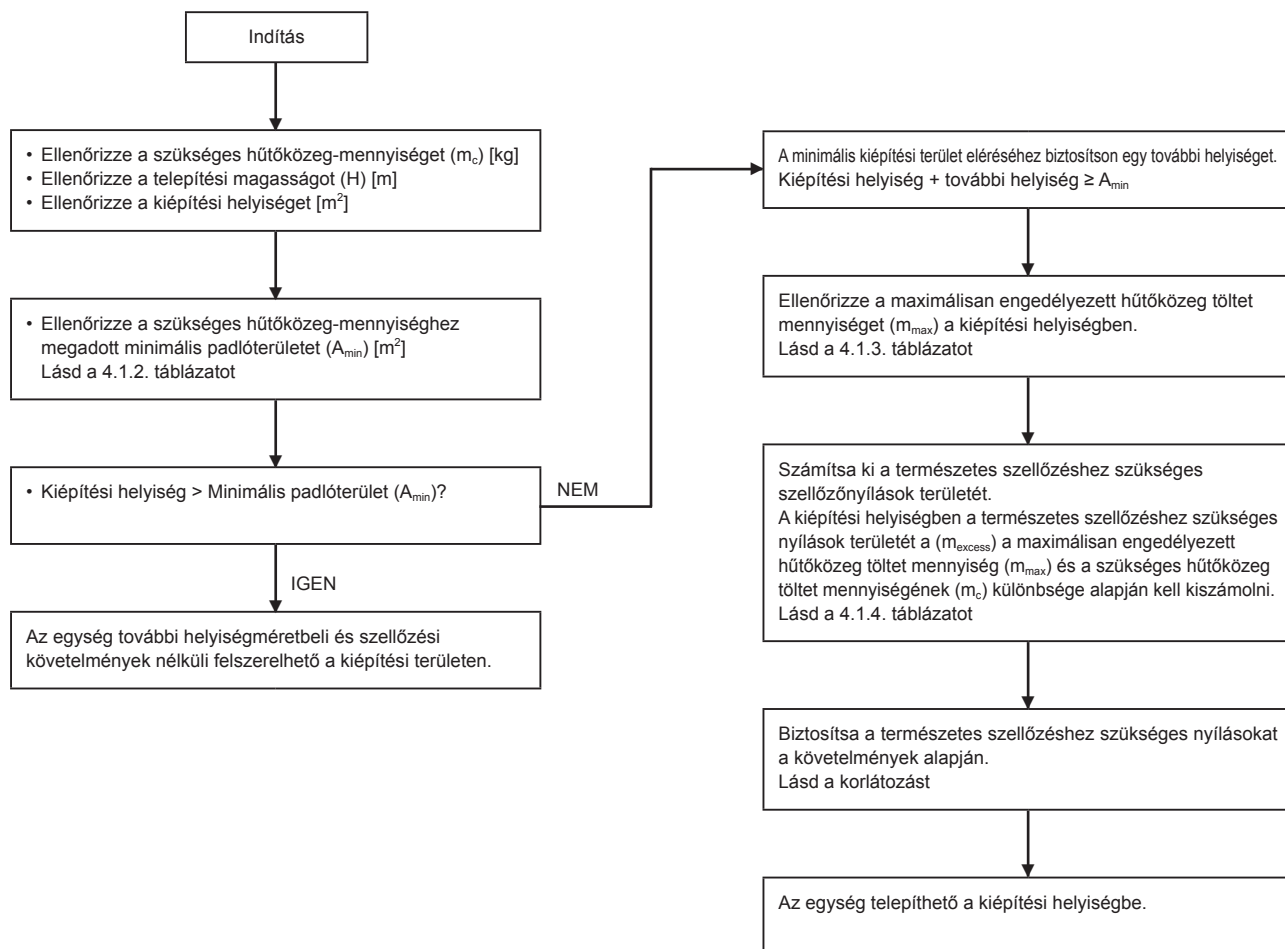 Indítás
• Ellenőrizze a szükséges hűtőközeg-mennyiséget (mc) [kg]
• Ellenőrizze a telepítési magasságot (H) [m]
• Ellenőrizze a kiépítési helyiséget [m²]
• Ellenőrizze a szükséges hűtőközeg-mennyiséghez
megadott minimális padlóterületet (Amin) [m²]
Lásd a 4.1.2. táblázatot
• Kiépítési helyiség > Minimális padlóterület (Amin)?
NEM
IGEN
Az egység további helyiségméretbeli és szellőzési
követelmények nélküli felszerelhető a kiépítési területen.
A minimális kiépítési terület eléréséhez biztosítson egy további helyiséget.
Kiépítési helyiség + további helyiség ≥ Amin
Ellenőrizze a maximálisan engedélyezett hűtőközeg töltet
mennyiséget (mmax) a kiépítési helyiségben.
Lásd a 4.1.3. táblázatot
Számítsa ki a természetes szellőzéshez szükséges
szellőzőnyílások területét.
A kiépítési helyiségben a természetes szellőzéshez szükséges
nyílások területét a (mexcess) a maximálisan engedélyezett
hűtőközeg töltet mennyiség (mmax) és a szükséges hűtőközeg
töltet mennyiségének (mc) különbsége alapján kell kiszámolni.
Lásd a 4.1.4. táblázatot
Biztosítsa a természetes szellőzéshez szükséges nyílásokat
a követelmények alapján.
Lásd a korlátozást
Az egység telepíthető a kiépítési helyiségbe.